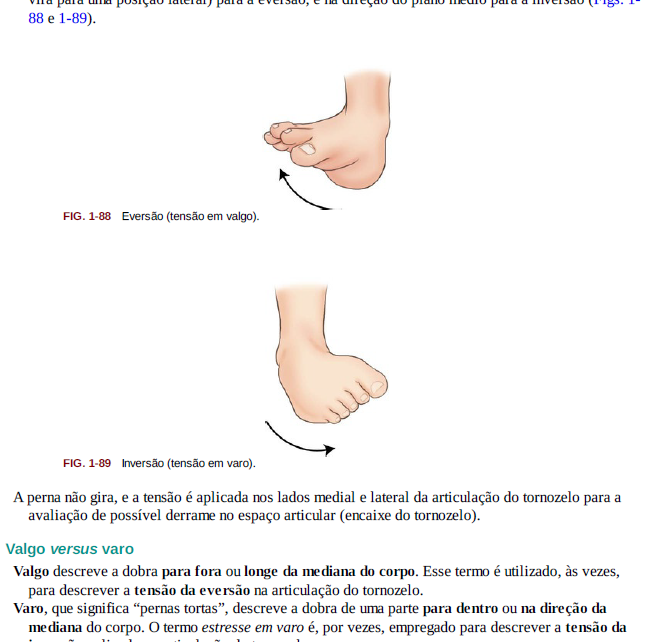 vira para uma posição lateral) para a eversão, e na direção do plano médio para a inversão (Figs. 1-
88 e 1-89).
FIG. 1-88 Eversão (tensão em valgo).
FIG. 1-89 Inversão (tensão em varo).
A perna não gira, e a tensão é aplicada nos lados medial e lateral da articulação do tornozelo para a
avaliação de possível derrame no espaço articular (encaixe do tornozelo).
Valgo versus varo
Valgo descreve a dobra para fora ou longe da mediana do corpo. Esse termo é utilizado, às vezes,
para descrever a tensão da eversão na articulação do tornozelo.
Varo, que significa “pernas tortas”, descreve a dobra de uma parte para dentro ou na direção da
mediana do corpo. O termo estresse em varo é, por vezes, empregado para descrever a tensão da